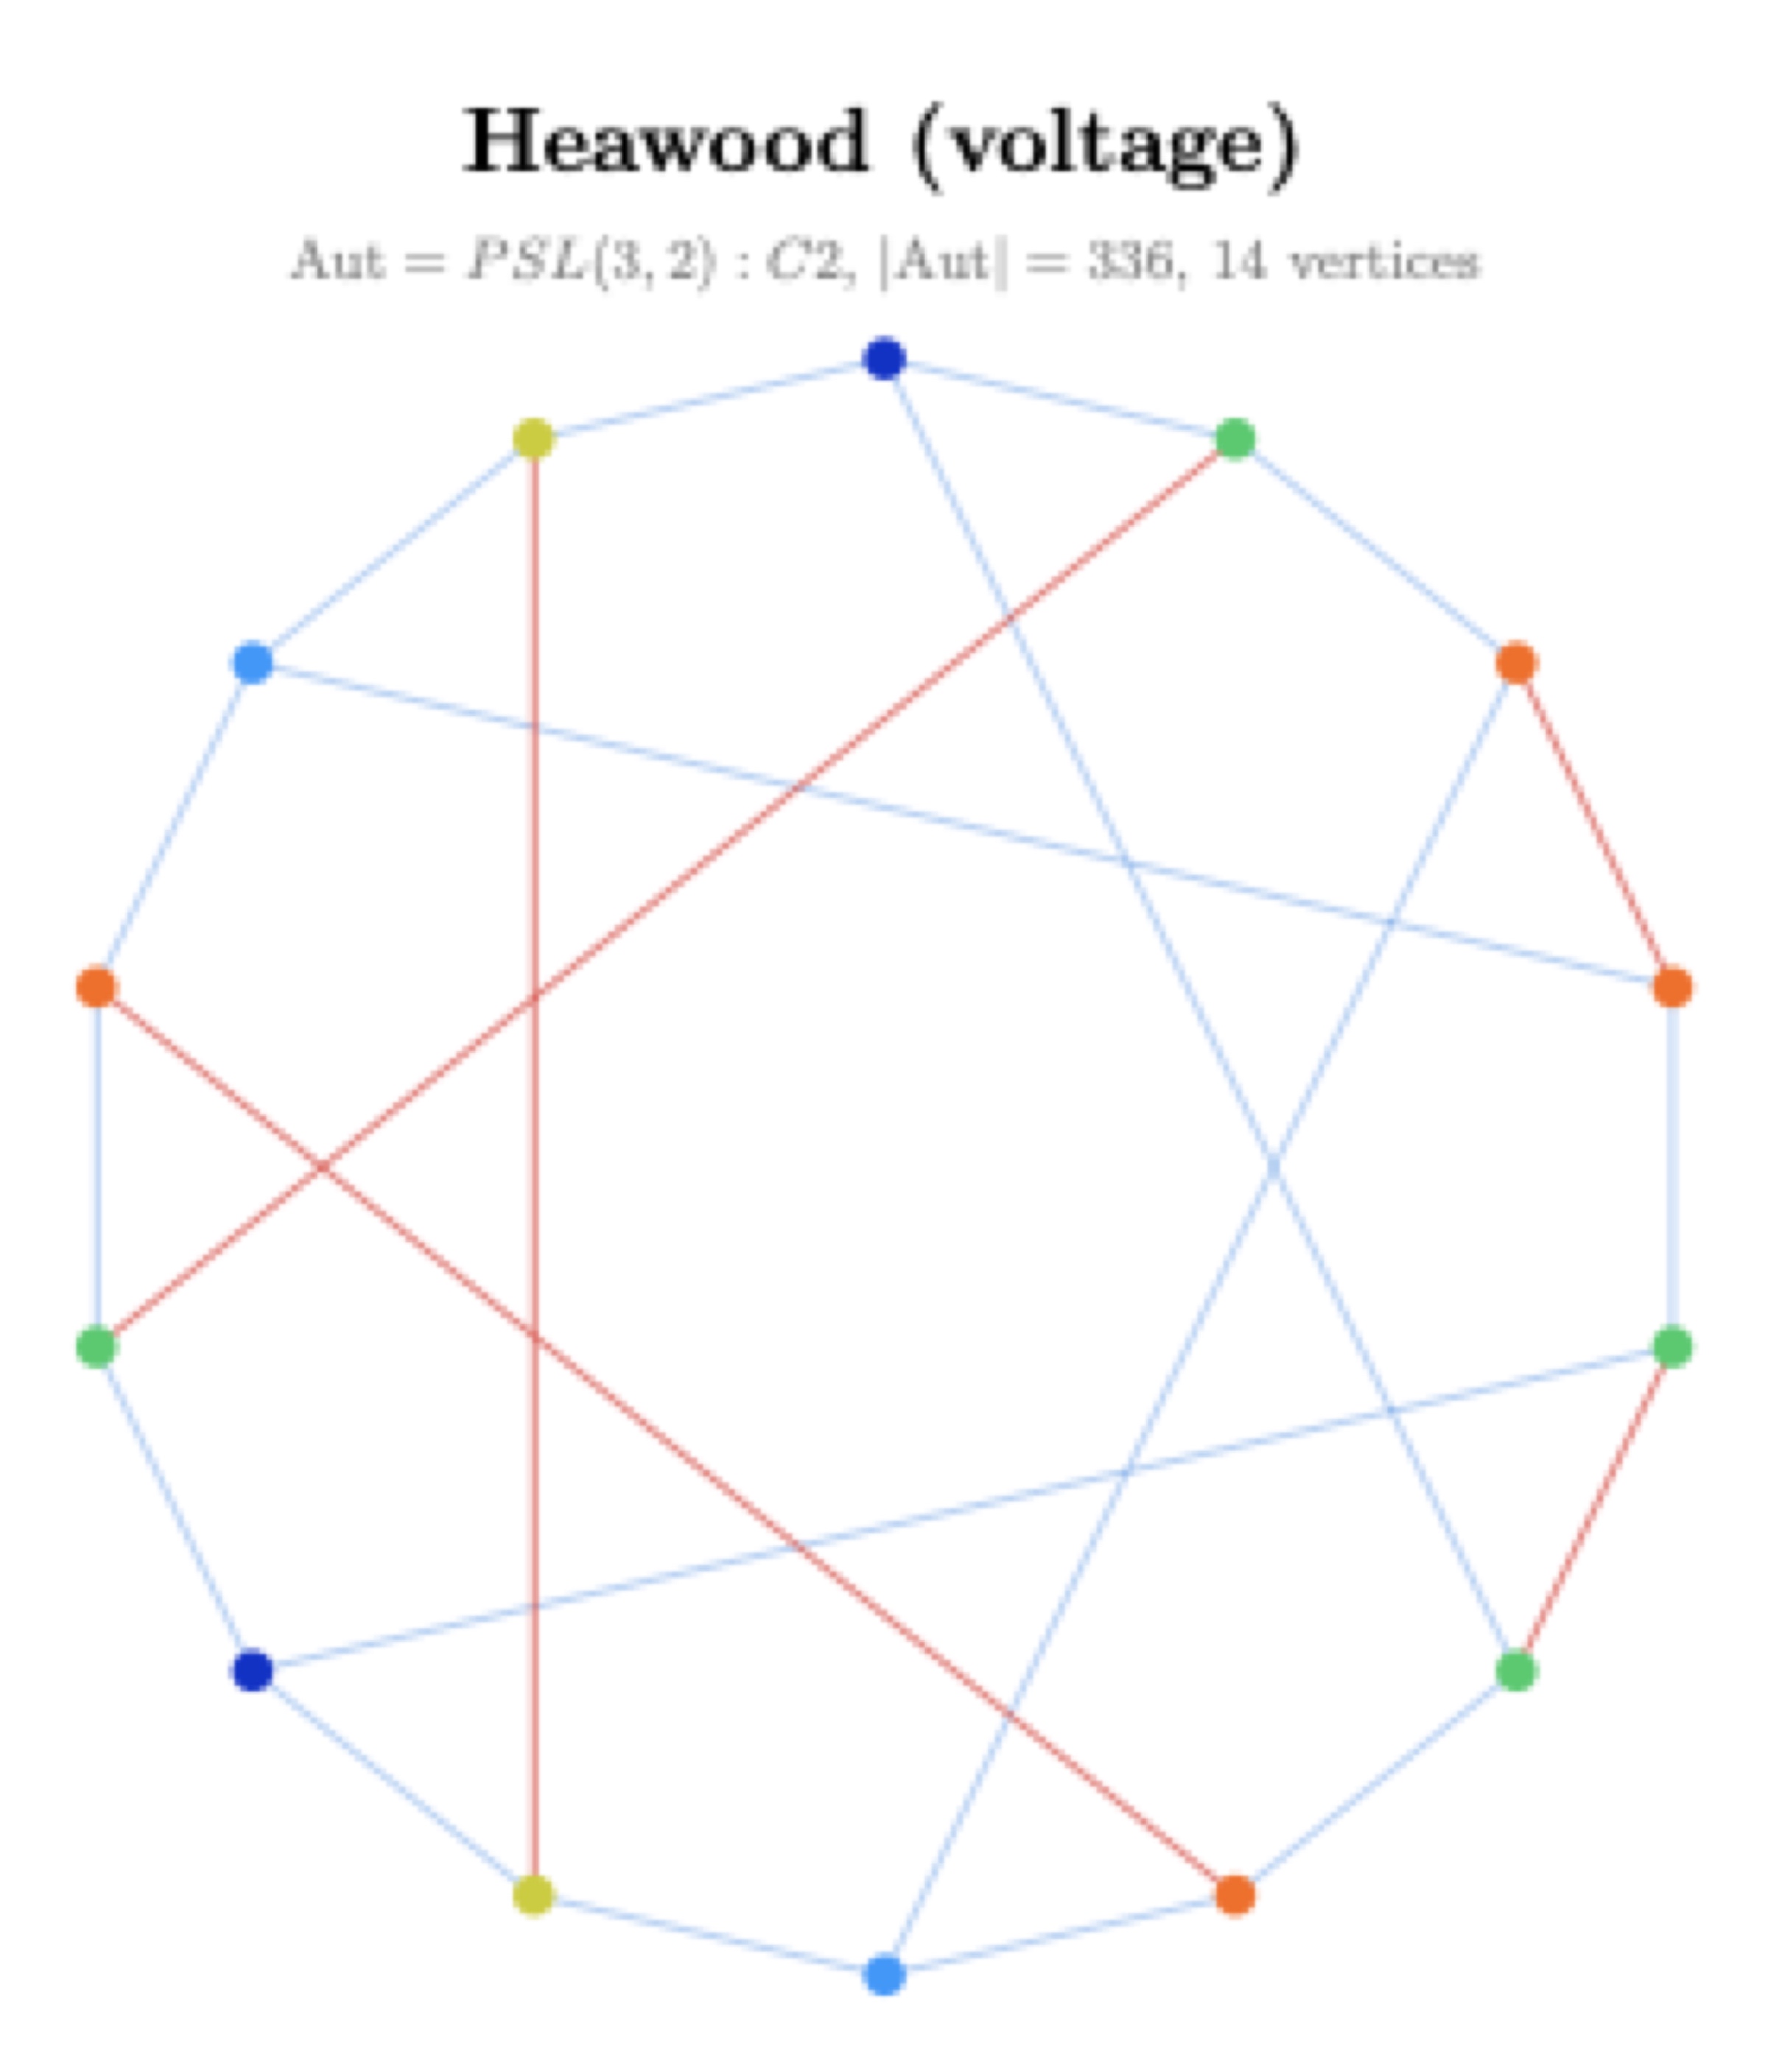 Heawood (voltage)
Aut = PSL(3, 2) : C2, |Aut| = 336, 14 vertices